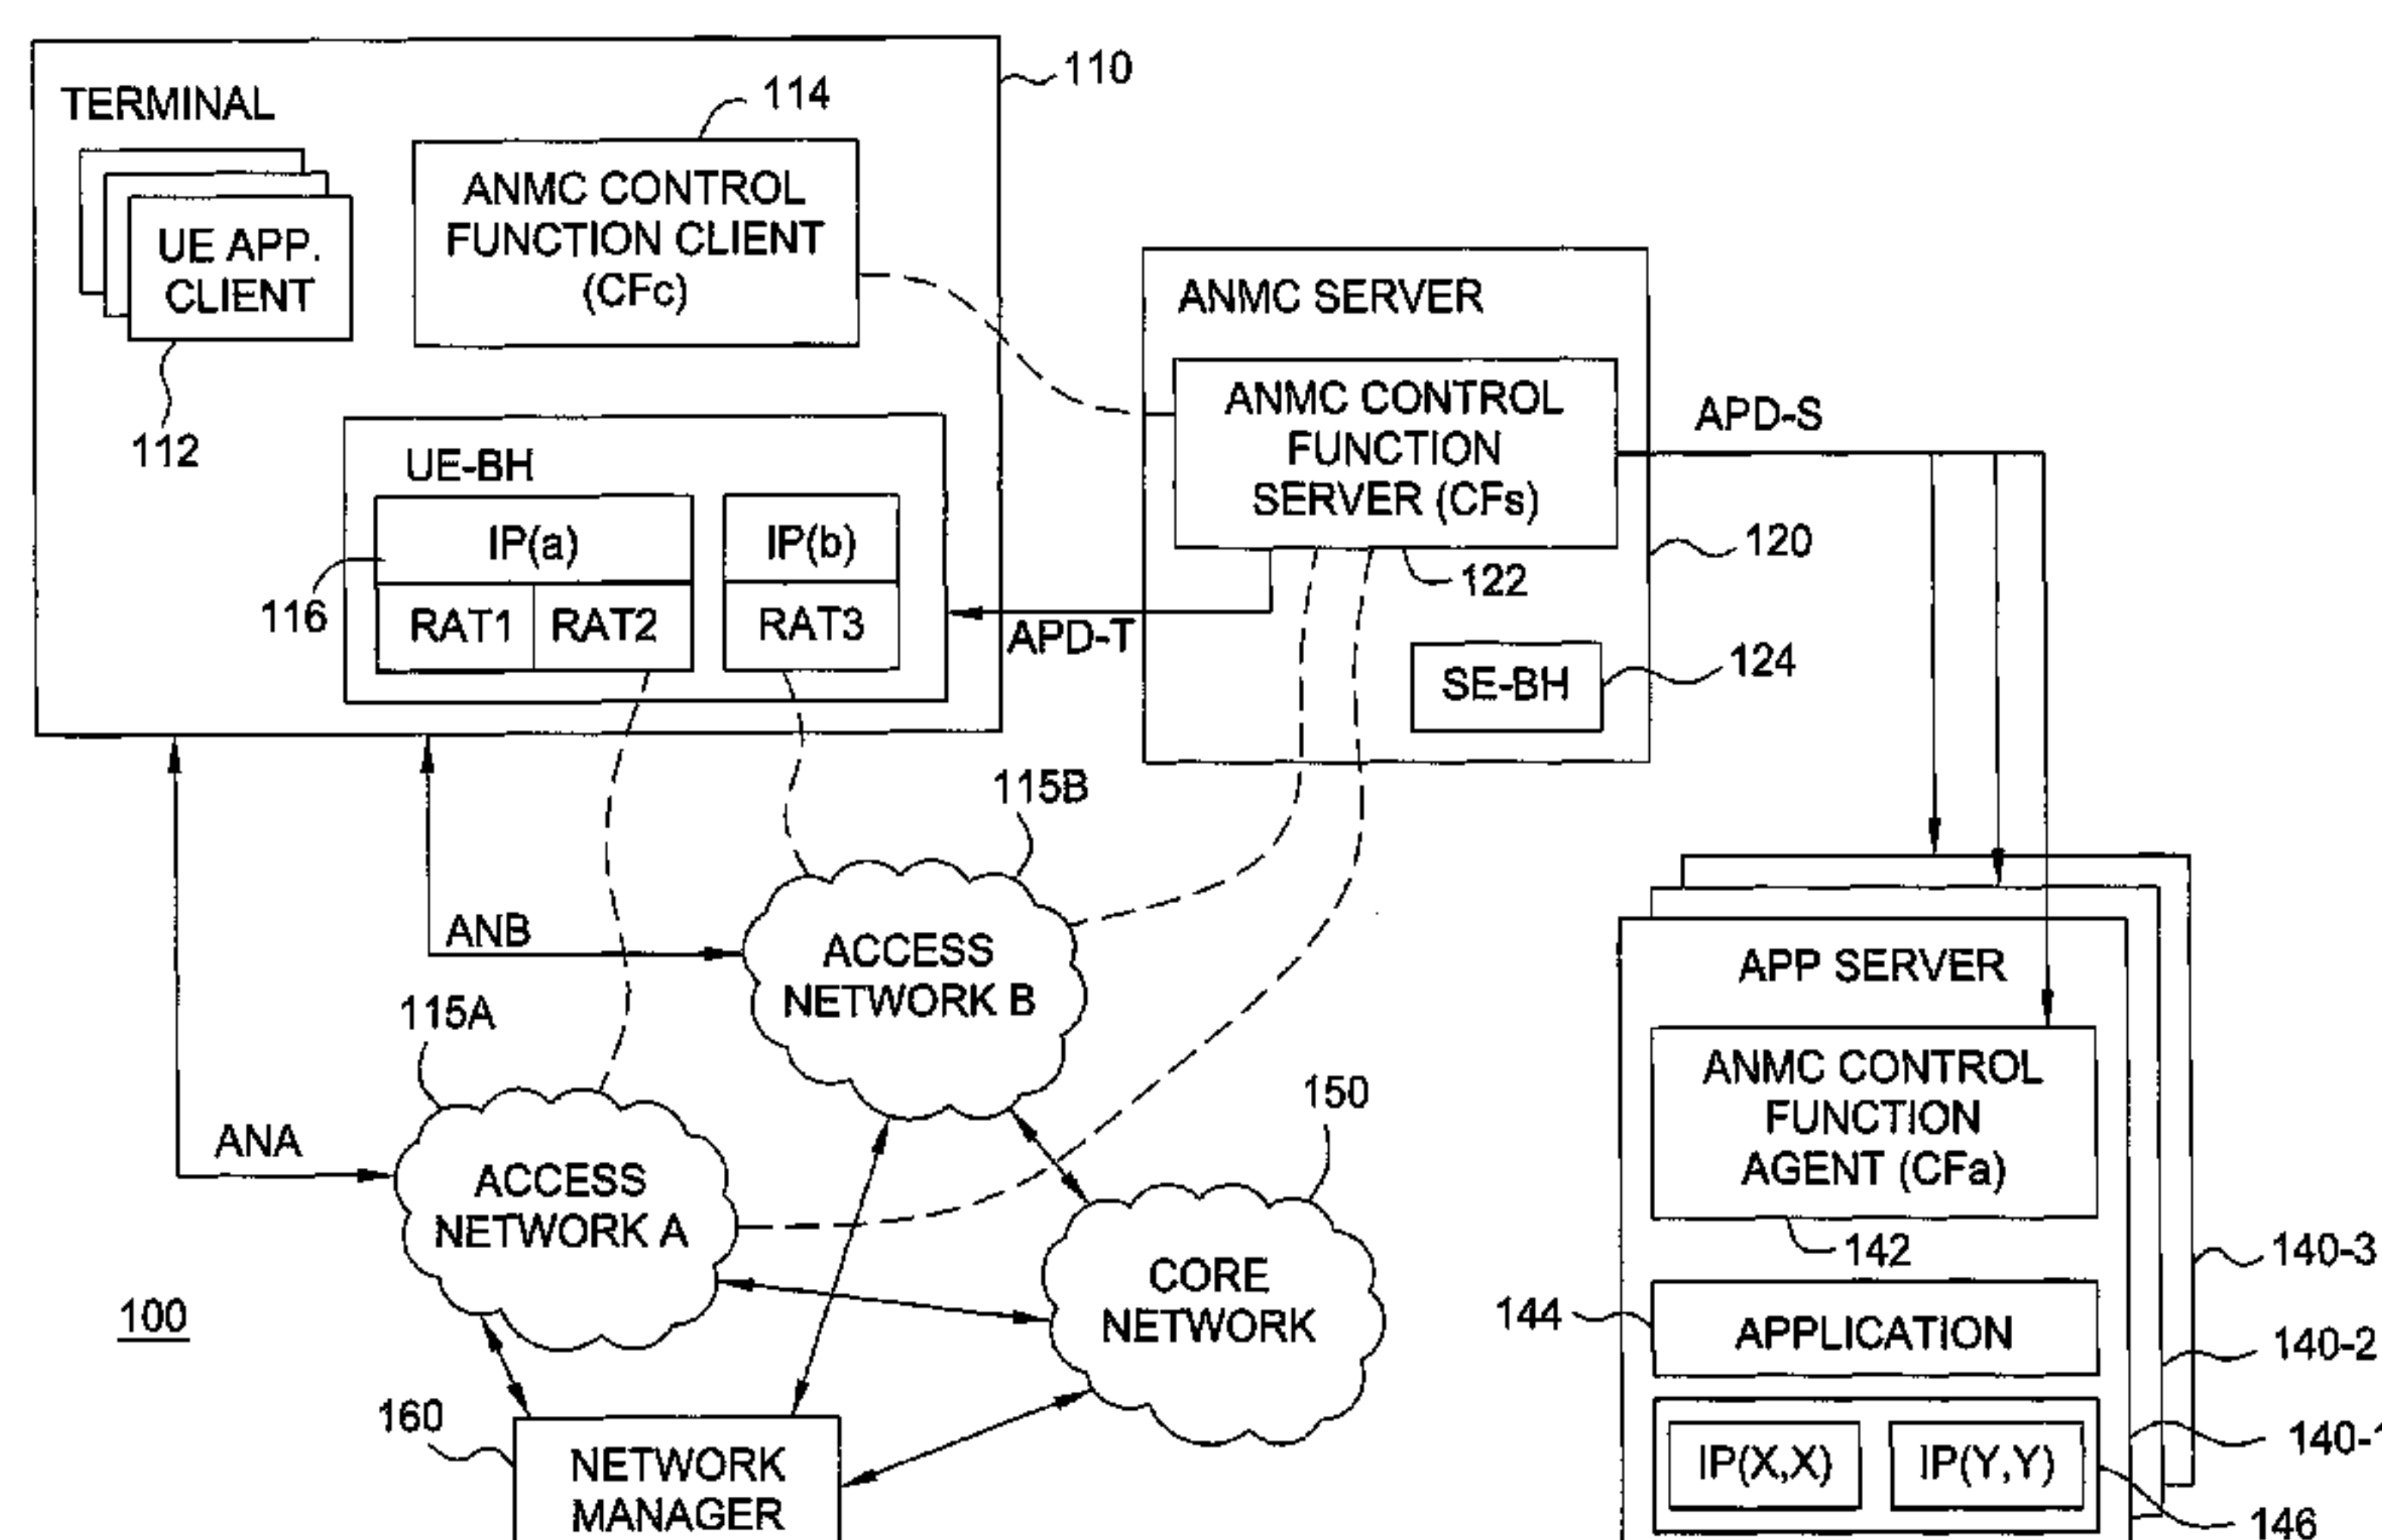 110
TERMINAL
114
ANMC CONTROL
FUNCTION CLIENT
(CFc)
UE APP.
CLIENT
112
UE-BH
IP(a)
IP(b)
116
RAT1
RAT2
RAT3
APD-T
ANMC SERVER
ANMC CONTROL
FUNCTION
SERVER (CFs)
APD-S
120
122
SE-BH
124
115B
ANB
ACCESS
NETWORK B
115A
ANA
ACCESS
NETWORK A
150
CORE
NETWORK
100
160
NETWORK
MANAGER
APP SERVER
ANMC CONTROL
FUNCTION
AGENT (CFa)
142
140-3
144
APPLICATION
140-2
140-1
IP(X,X)
IP(Y,Y)
146